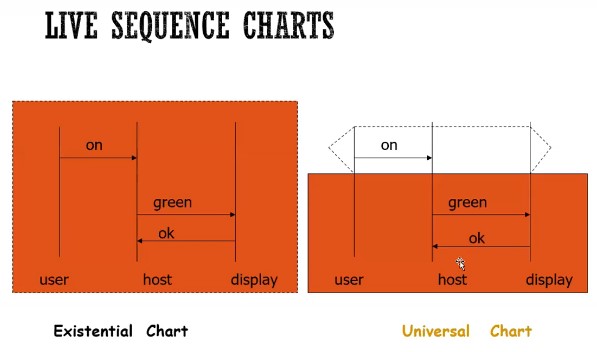 LIVE SEQUENCE CHARTS
on
green
ok
user host display
on
green
ok
user host display
Existential Chart
Universal Chart